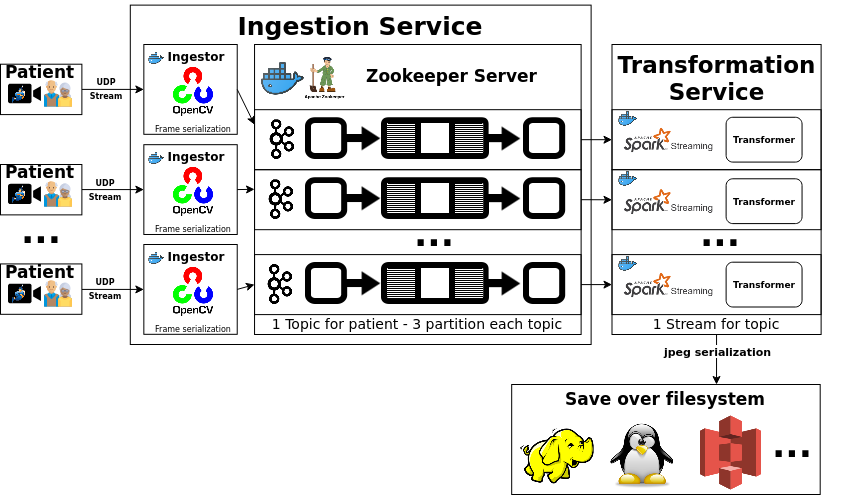 Ingestion Service
Patient
UDP
Stream
Ingestor
OpenCV
Frame serialization
Apache Zookeeper
Zookeeper Server
Transformation
Service
APACHE
Spark Streaming
Transformer
Patient
UDP
Stream
Ingestor
OpenCV
Frame serialization
APACHE
Spark Streaming
Transformer
...
...
...
Patient
UDP
Stream
Ingestor
OpenCV
Frame serialization
APACHE
Spark Streaming
Transformer
1 Topic for patient - 3 partition each topic
1 Stream for topic
jpeg serialization
Save over filesystem
...